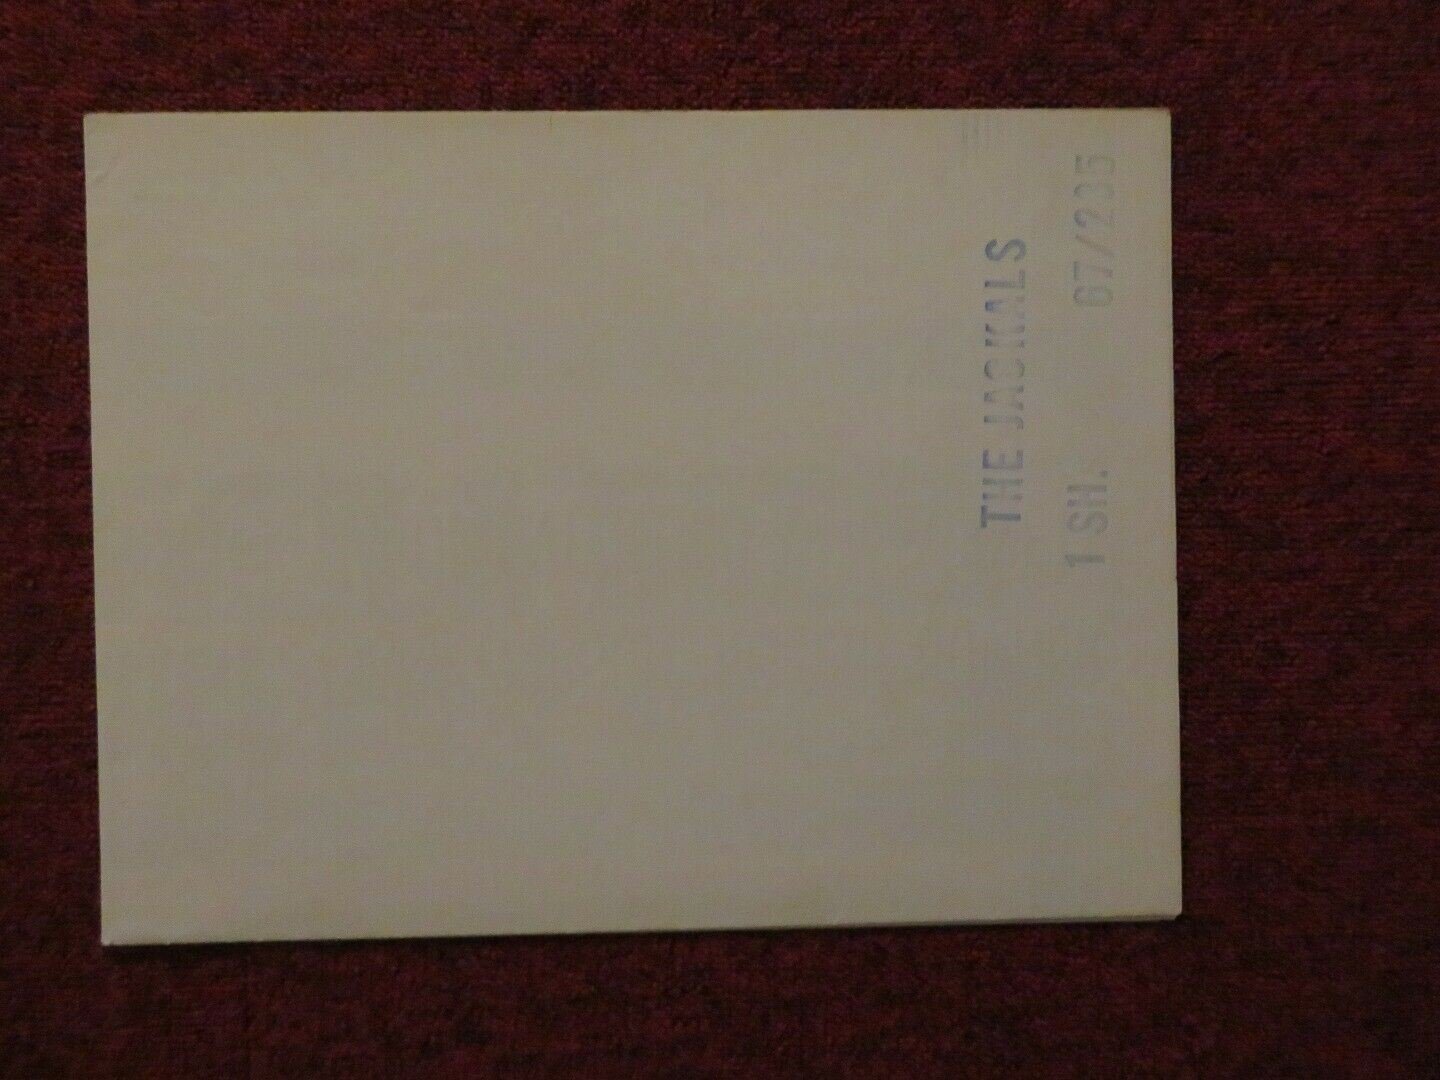 THE JACKALS
1 SH. 67/235